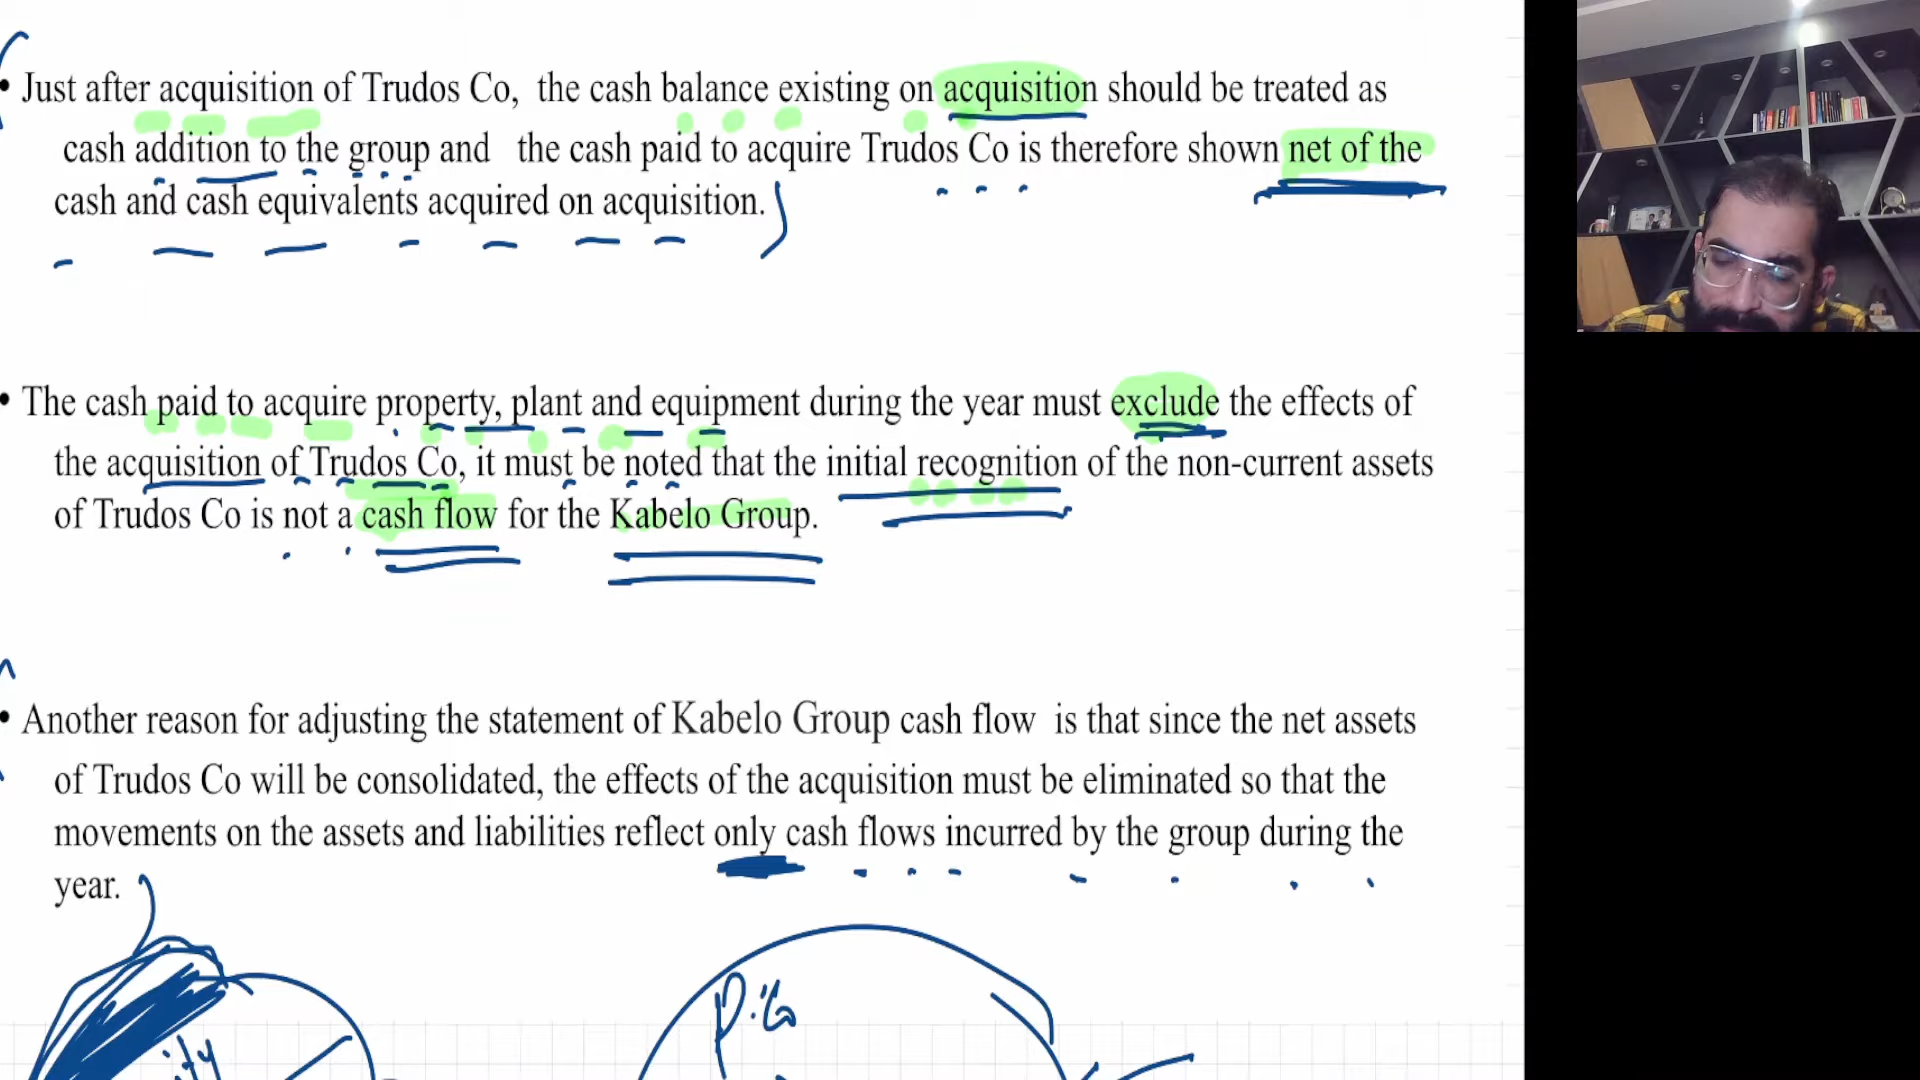 • Just after acquisition of Trudos Co, the cash balance existing on acquisition should be treated as
cash addition to the group and the cash paid to acquire Trudos Co is therefore shown net of the
cash and cash equivalents acquired on acquisition.
• The cash paid to acquire property, plant and equipment during the year must exclude the effects of
the acquisition of Trudos Co, it must be noted that the initial recognition of the non-current assets
of Trudos Co is not a cash flow for the Kabelo Group.
• Another reason for adjusting the statement of Kabelo Group cash flow is that since the net assets
of Trudos Co will be consolidated, the effects of the acquisition must be eliminated so that the
movements on the assets and liabilities reflect only cash flows incurred by the group during the
year.